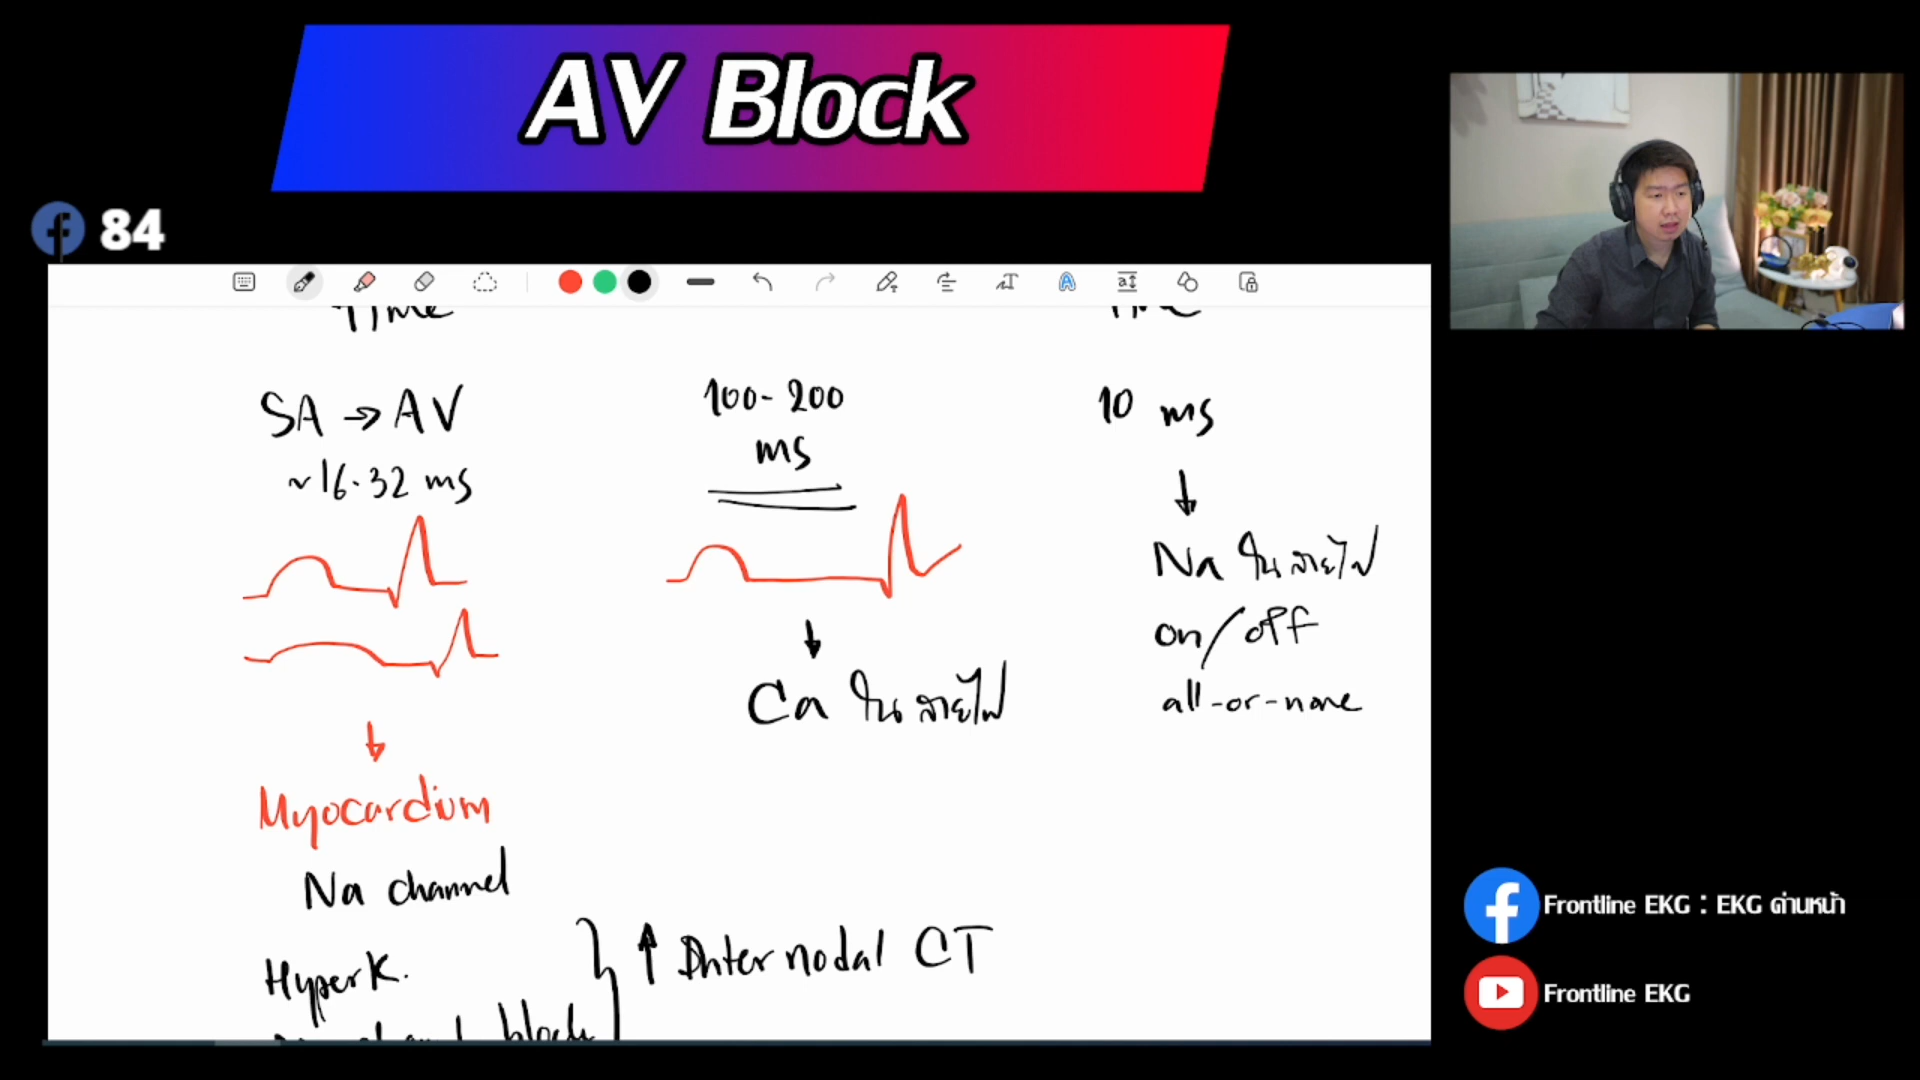 AV Block
84
Time
SA → AV
~16-32 ms
100-200
ms
10 ms
Na ในสายไฟ
on/off
all-or-none
Ca ในสายไฟ
Myocardium
Na channel
HyperK.
↑ Internodal CT
block
Frontline EKG : EKG ด่านหน้า
Frontline EKG